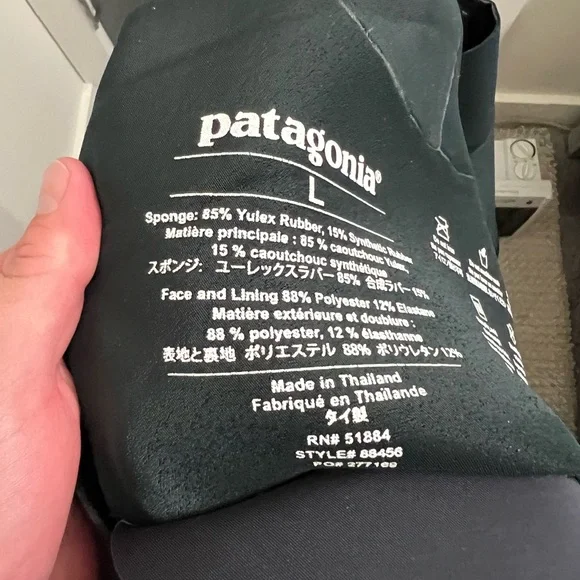 patagonia®
L
Sponge: 85% Yulex Rubber, 15% Synthetic Rubber
Matière principale : 85 % caoutchouc Yulex,
15 % caoutchouc synthétique
スポンジ: ユーレックスラバー 85% 合成ラバー 15%
Face and Lining 88% Polyester 12% Elastane
Matière extérieure et doublure :
88 % polyester, 12 % élasthanne
表地と裏地 ポリエステル 88% ポリウレタン 12%
Made in Thailand
Fabriqué en Thaïlande
タイ製
RN# 51884
STYLE# 88456
PO# 277169